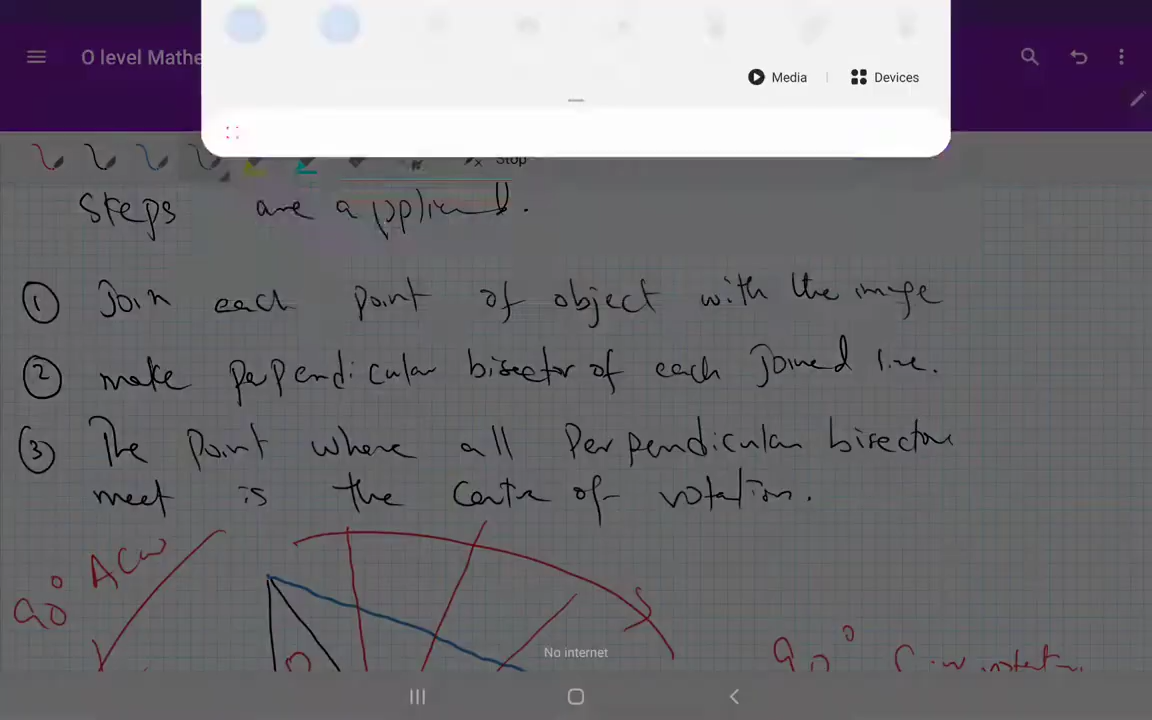 O level Mathe
Media
Devices
Stop
Steps are applied.
① Join each point of object with the image
② make perpendicular bisector of each joined line.
③ The point where all perpendicular bisectors
meet is the centre of rotation.
90° ACW
No internet
90° C.W rotation